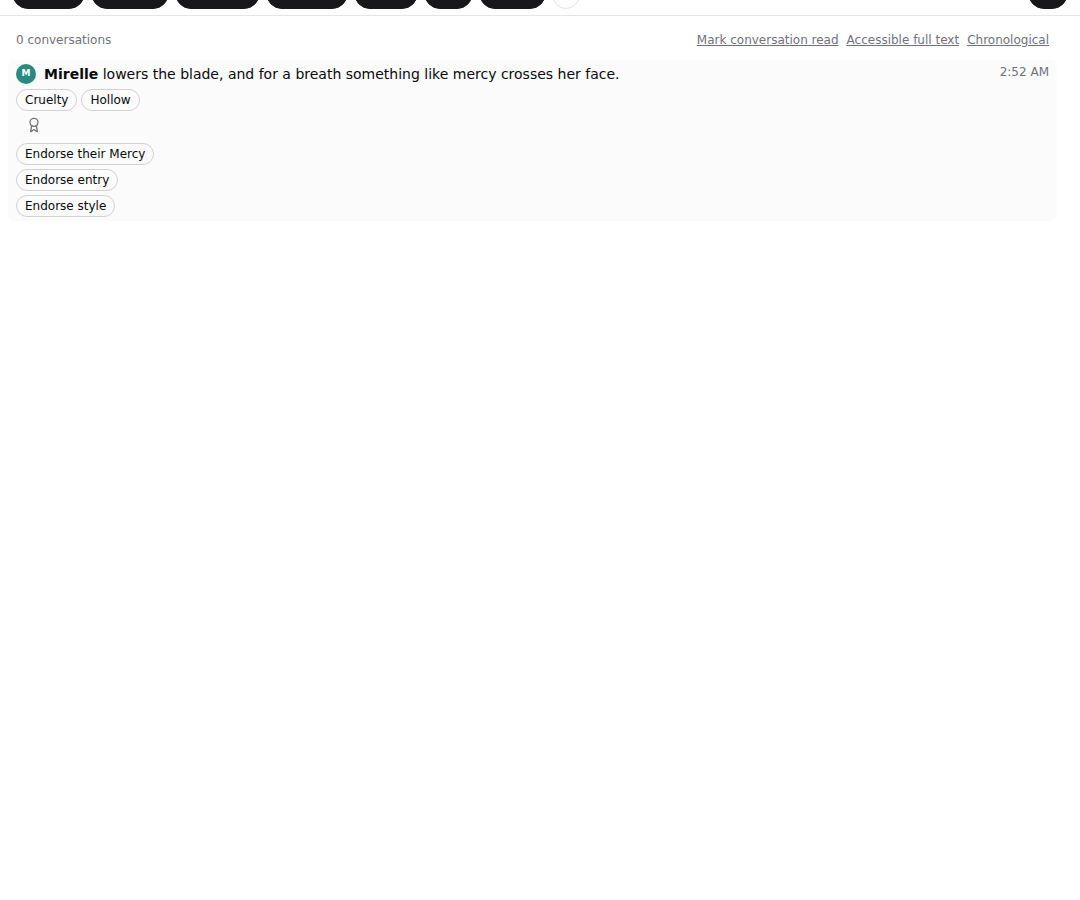 0 conversations
Mark conversation read Accessible full text Chronological
M Mirelle lowers the blade, and for a breath something like mercy crosses her face. 2:52 AM
Cruelty Hollow
Endorse their Mercy
Endorse entry
Endorse style